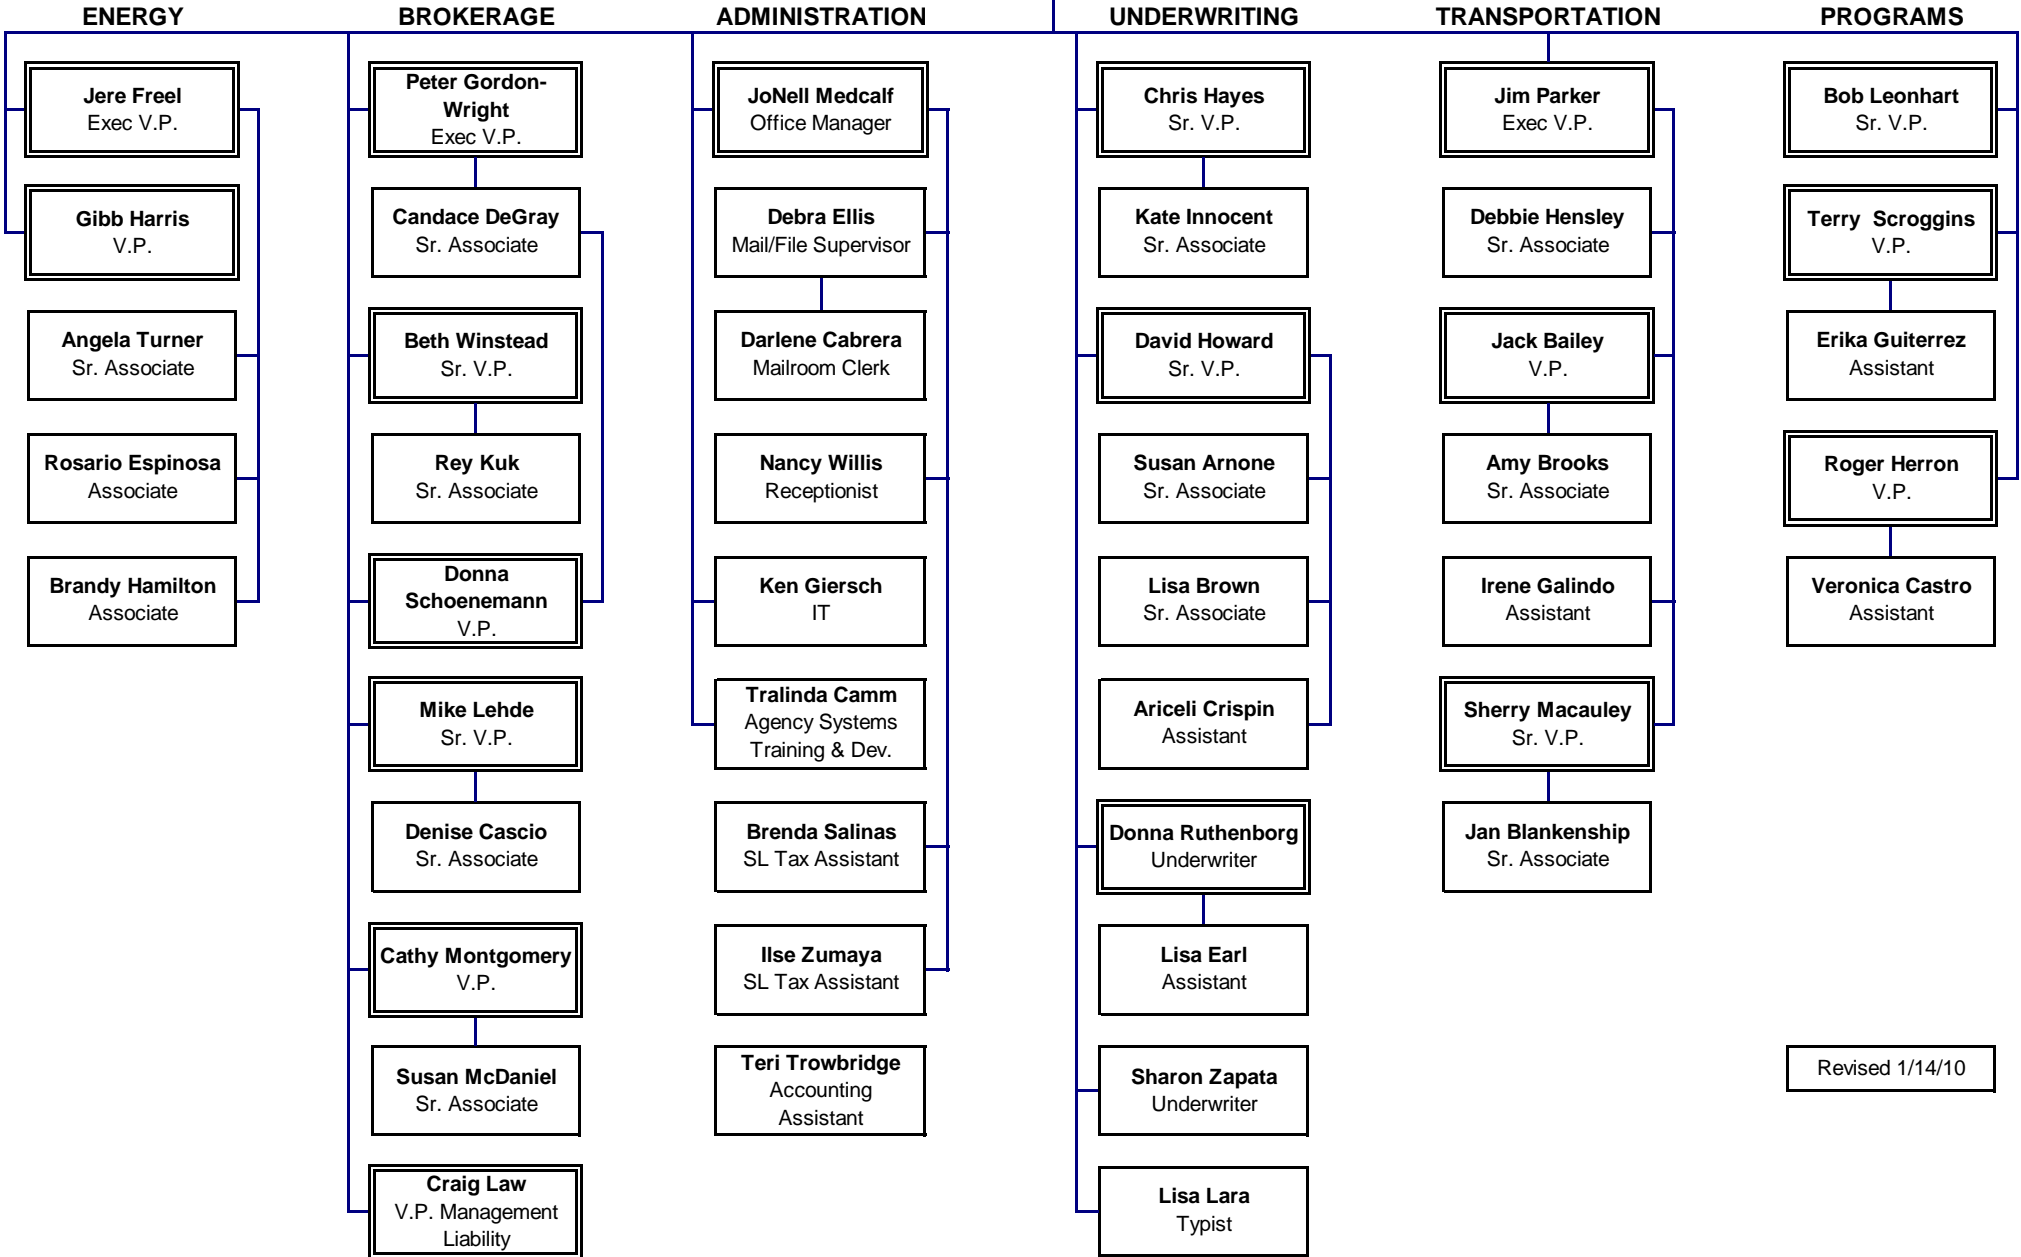 ENERGY
BROKERAGE
ADMINISTRATION
UNDERWRITING
TRANSPORTATION
PROGRAMS
Jere Freel
Exec V.P.
Gibb Harris
V.P.
Angela Turner
Sr. Associate
Rosario Espinosa
Associate
Brandy Hamilton
Associate
Peter Gordon-
Wright
Exec V.P.
Candace DeGray
Sr. Associate
Beth Winstead
Sr. V.P.
Rey Kuk
Sr. Associate
Donna
Schoenemann
V.P.
Mike Lehde
Sr. V.P.
Denise Cascio
Sr. Associate
Cathy Montgomery
V.P.
Susan McDaniel
Sr. Associate
Craig Law
V.P. Management
Liability
JoNell Medcalf
Office Manager
Debra Ellis
Mail/File Supervisor
Darlene Cabrera
Mailroom Clerk
Nancy Willis
Receptionist
Ken Giersch
IT
Tralinda Camm
Agency Systems
Training & Dev.
Brenda Salinas
SL Tax Assistant
Ilse Zumaya
SL Tax Assistant
Teri Trowbridge
Accounting
Assistant
Chris Hayes
Sr. V.P.
Kate Innocent
Sr. Associate
David Howard
Sr. V.P.
Susan Arnone
Sr. Associate
Lisa Brown
Sr. Associate
Ariceli Crispin
Assistant
Donna Ruthenborg
Underwriter
Lisa Earl
Assistant
Sharon Zapata
Underwriter
Lisa Lara
Typist
Jim Parker
Exec V.P.
Debbie Hensley
Sr. Associate
Jack Bailey
V.P.
Amy Brooks
Sr. Associate
Irene Galindo
Assistant
Sherry Macauley
Sr. V.P.
Jan Blankenship
Sr. Associate
Bob Leonhart
Sr. V.P.
Terry Scroggins
V.P.
Erika Guiterrez
Assistant
Roger Herron
V.P.
Veronica Castro
Assistant
Revised 1/14/10